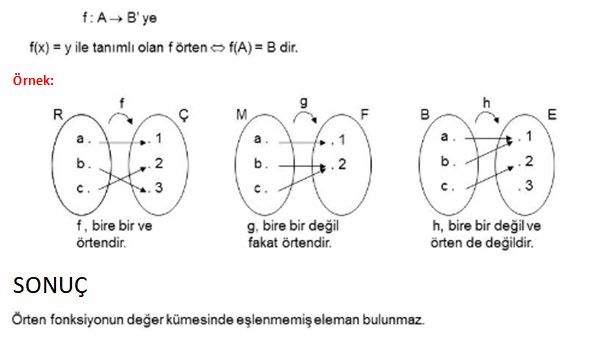 f : A → B' ye
f(x) = y ile tanımlı olan f örten ⇔ f(A) = B dir.
Örnek:
f
R Ç
a . . 1
b . . 2
c . . 3
f , bire bir ve
örtendir.
g
M F
a . . 1
b . . 2
c .
g, bire bir değil
fakat örtendir.
h
B E
a . . 1
b . . 2
c . . 3
h, bire bir değil ve
örten de değildir.
SONUÇ
Örten fonksiyonun değer kümesinde eşlenmemiş eleman bulunmaz.